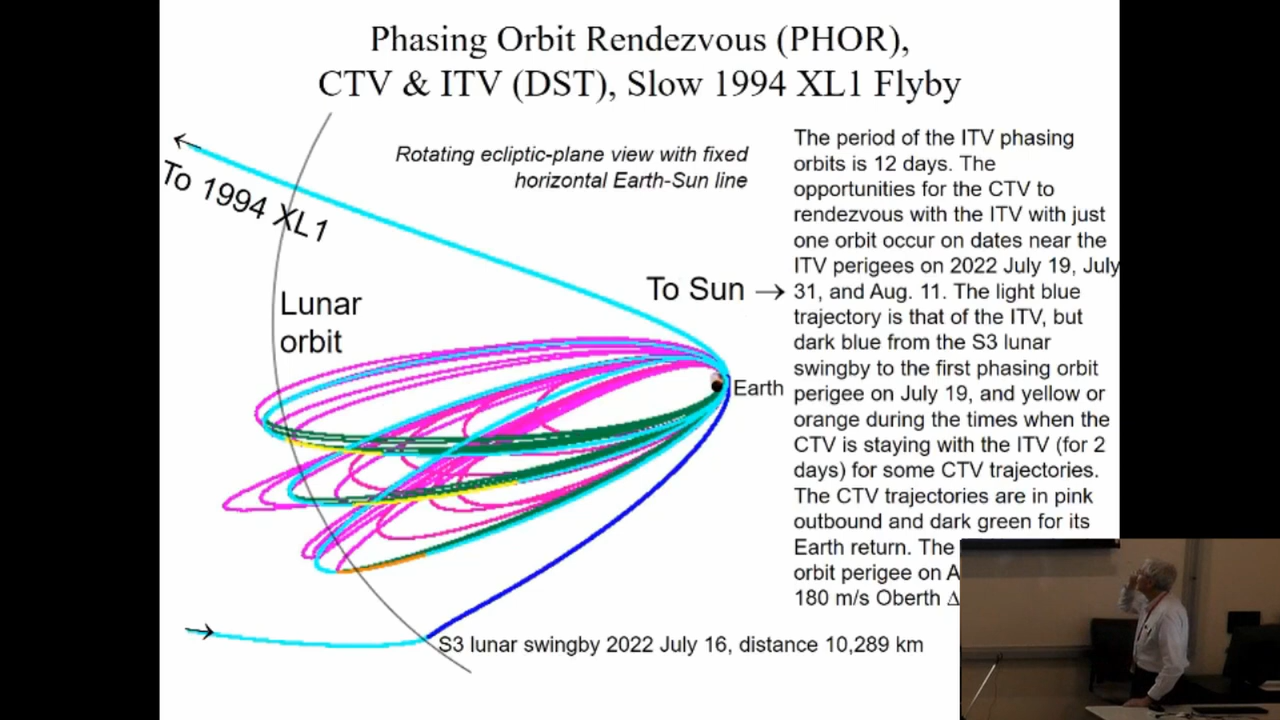 Phasing Orbit Rendezvous (PHOR),
CTV & ITV (DST), Slow 1994 XL1 Flyby
Rotating ecliptic-plane view with fixed
horizontal Earth-Sun line
To 1994 XL1
Lunar
orbit
To Sun →
Earth
S3 lunar swingby 2022 July 16, distance 10,289 km
The period of the ITV phasing
orbits is 12 days. The
opportunities for the CTV to
rendezvous with the ITV with just
one orbit occur on dates near the
ITV perigees on 2022 July 19, July
31, and Aug. 11. The light blue
trajectory is that of the ITV, but
dark blue from the S3 lunar
swingby to the first phasing orbit
perigee on July 19, and yellow or
orange during the times when the
CTV is staying with the ITV (for 2
days) for some CTV trajectories.
The CTV trajectories are in pink
outbound and dark green for its
Earth return. The
orbit perigee on A
180 m/s Oberth Δ